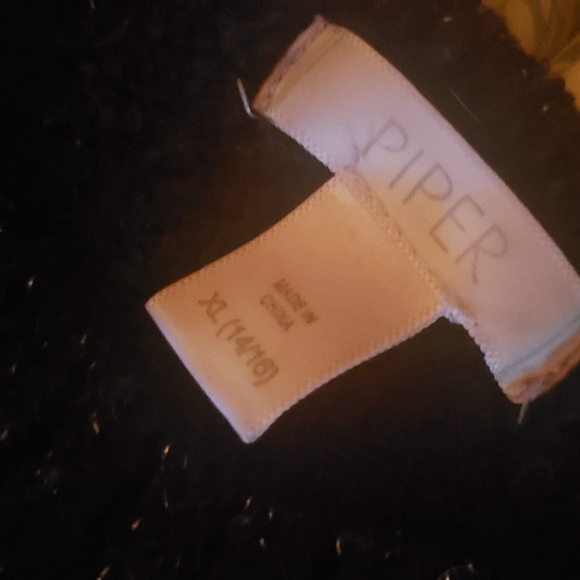 PIPER
MADE IN
CHINA
XL (14/16)